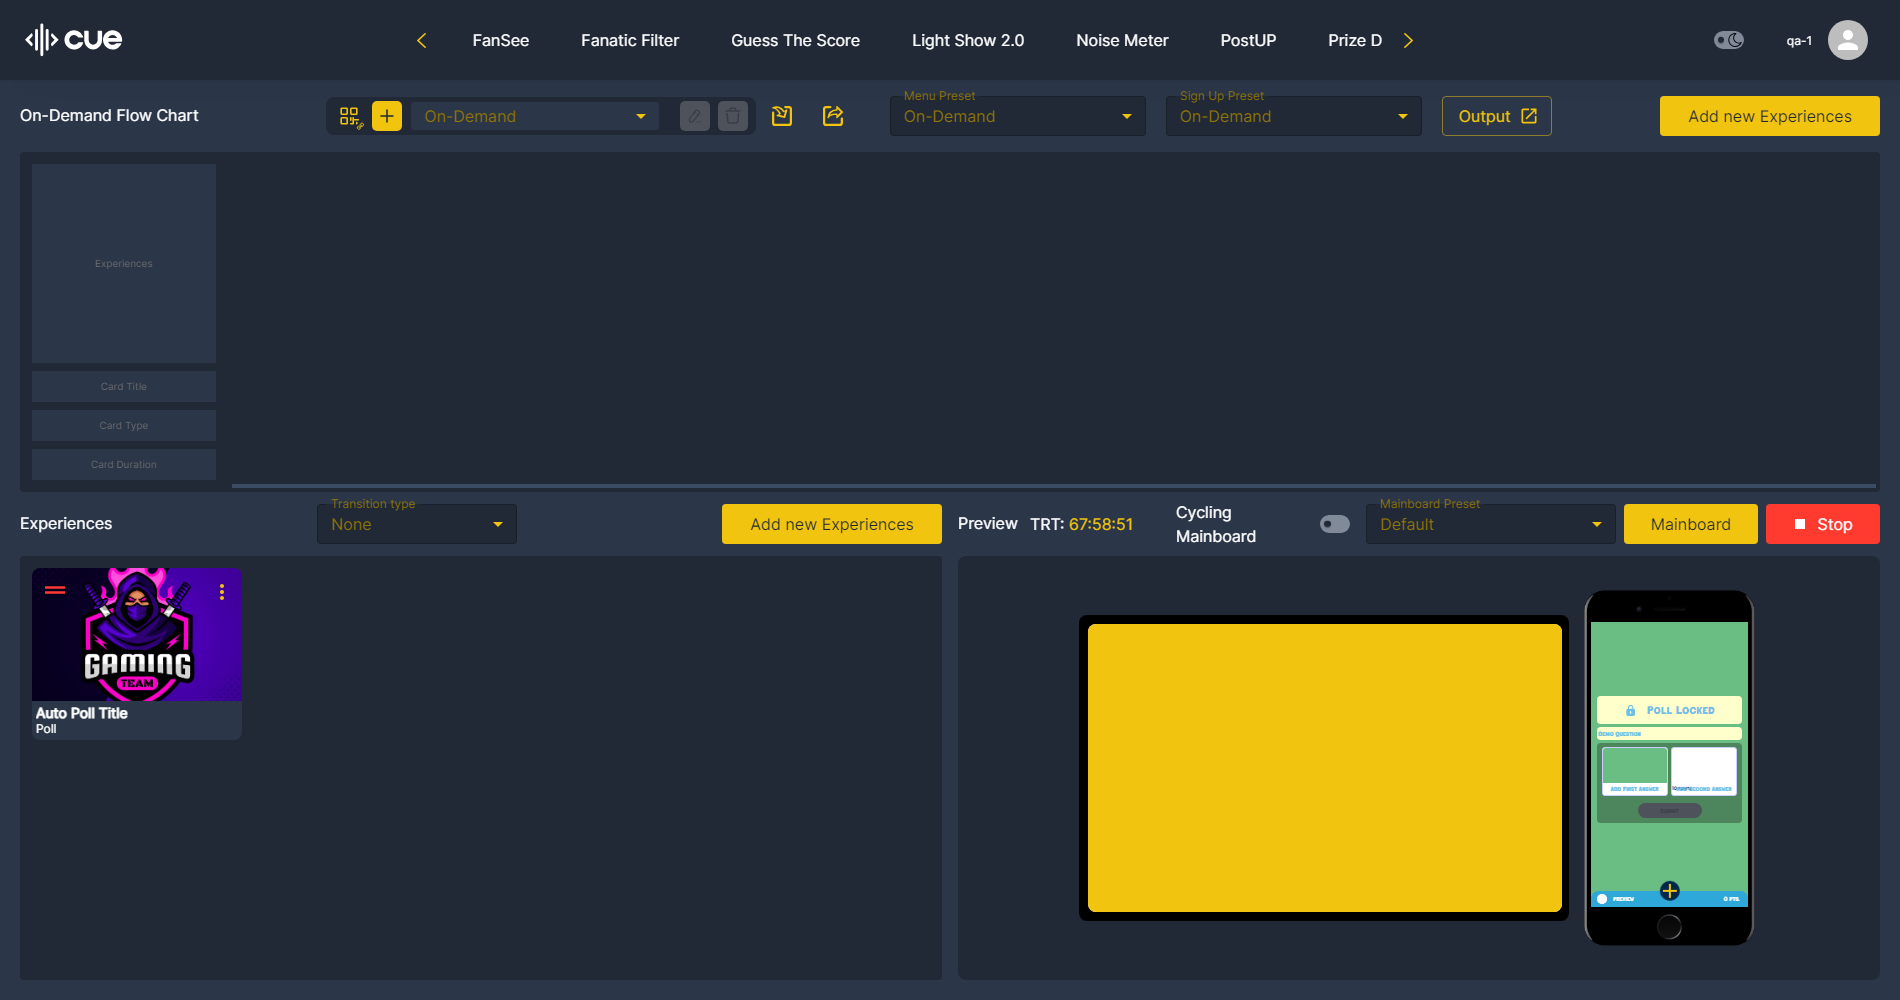 cue
FanSee
Fanatic Filter
Guess The Score
Light Show 2.0
Noise Meter
PostUP
Prize D
qa-1
On-Demand Flow Chart
On-Demand
Menu Preset
On-Demand
Sign Up Preset
On-Demand
Output
Add new Experiences
Experiences
Card Title
Card Type
Card Duration
Experiences
Transition type
None
Add new Experiences
Preview
TRT: 67:58:51
Cycling
Mainboard
Mainboard Preset
Default
Mainboard
Stop
GAMING
TEAM
Auto Poll Title
Poll
Poll Locked
Demo Question
Add First Answer
Second Answer
Preview
0 Pts.